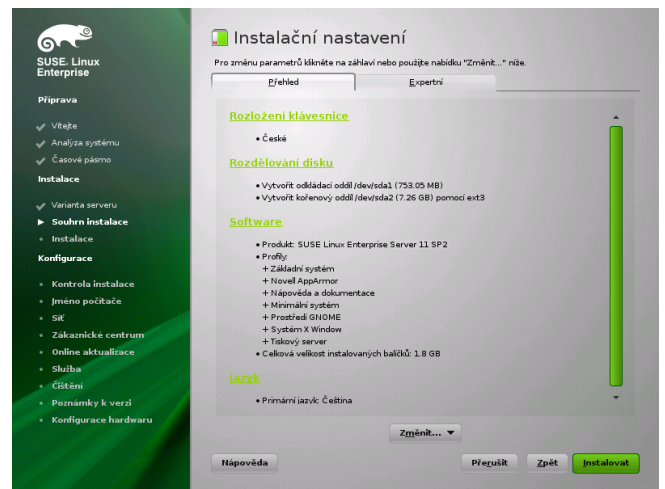 SUSE. Linux
Enterprise
Příprava
Vítejte
Analýza systému
Časové pásmo
Instalace
Varianta serveru
Souhrn instalace
Instalace
Konfigurace
Kontrola instalace
Jméno počítače
Síť
Zákaznické centrum
Online aktualizace
Služba
Čištění
Poznámky k verzi
Konfigurace hardwaru
Instalační nastavení
Pro změnu parametrů klikněte na záhlaví nebo použijte nabídku "Změnit..." níže.
Přehled
Expertní
Rozložení klávesnice
• České
Rozdělování disku
• Vytvořit odkládací oddíl /dev/sda1 (753.05 MB)
• Vytvořit kořenový oddíl /dev/sda2 (7.26 GB) pomocí ext3
Software
• Produkt: SUSE Linux Enterprise Server 11 SP2
• Profily:
+ Základní systém
+ Novell AppArmor
+ Nápověda a dokumentace
+ Minimální systém
+ Prostředí GNOME
+ Systém X Window
+ Tiskový server
• Celková velikost instalovaných balíčků: 1.8 GB
Jazyk
• Primární jazyk: Čeština
Změnit...
Nápověda
Přerušit
Zpět
Instalovat